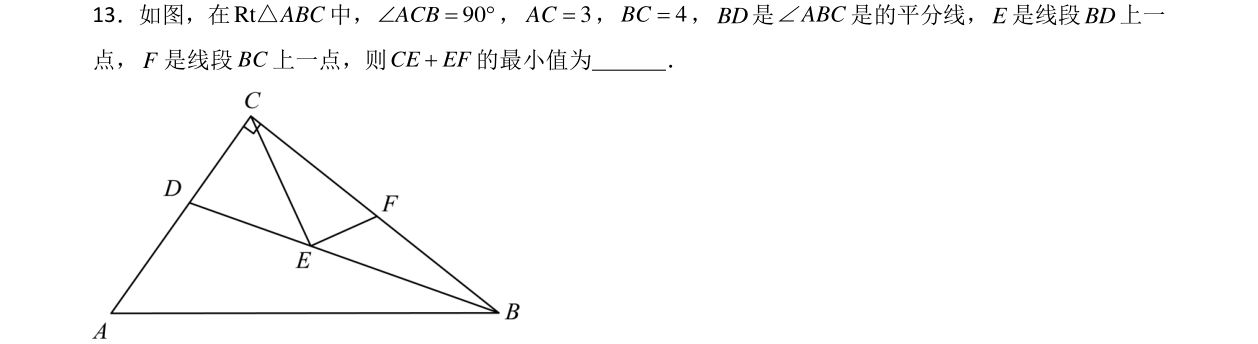 13．如图，在Rt△ABC中，∠ACB=90°，AC=3，BC=4，BD是∠ABC是的平分线，E是线段BD上一
点，F是线段BC上一点，则CE+EF的最小值为______．
C
D
F
E
B
A